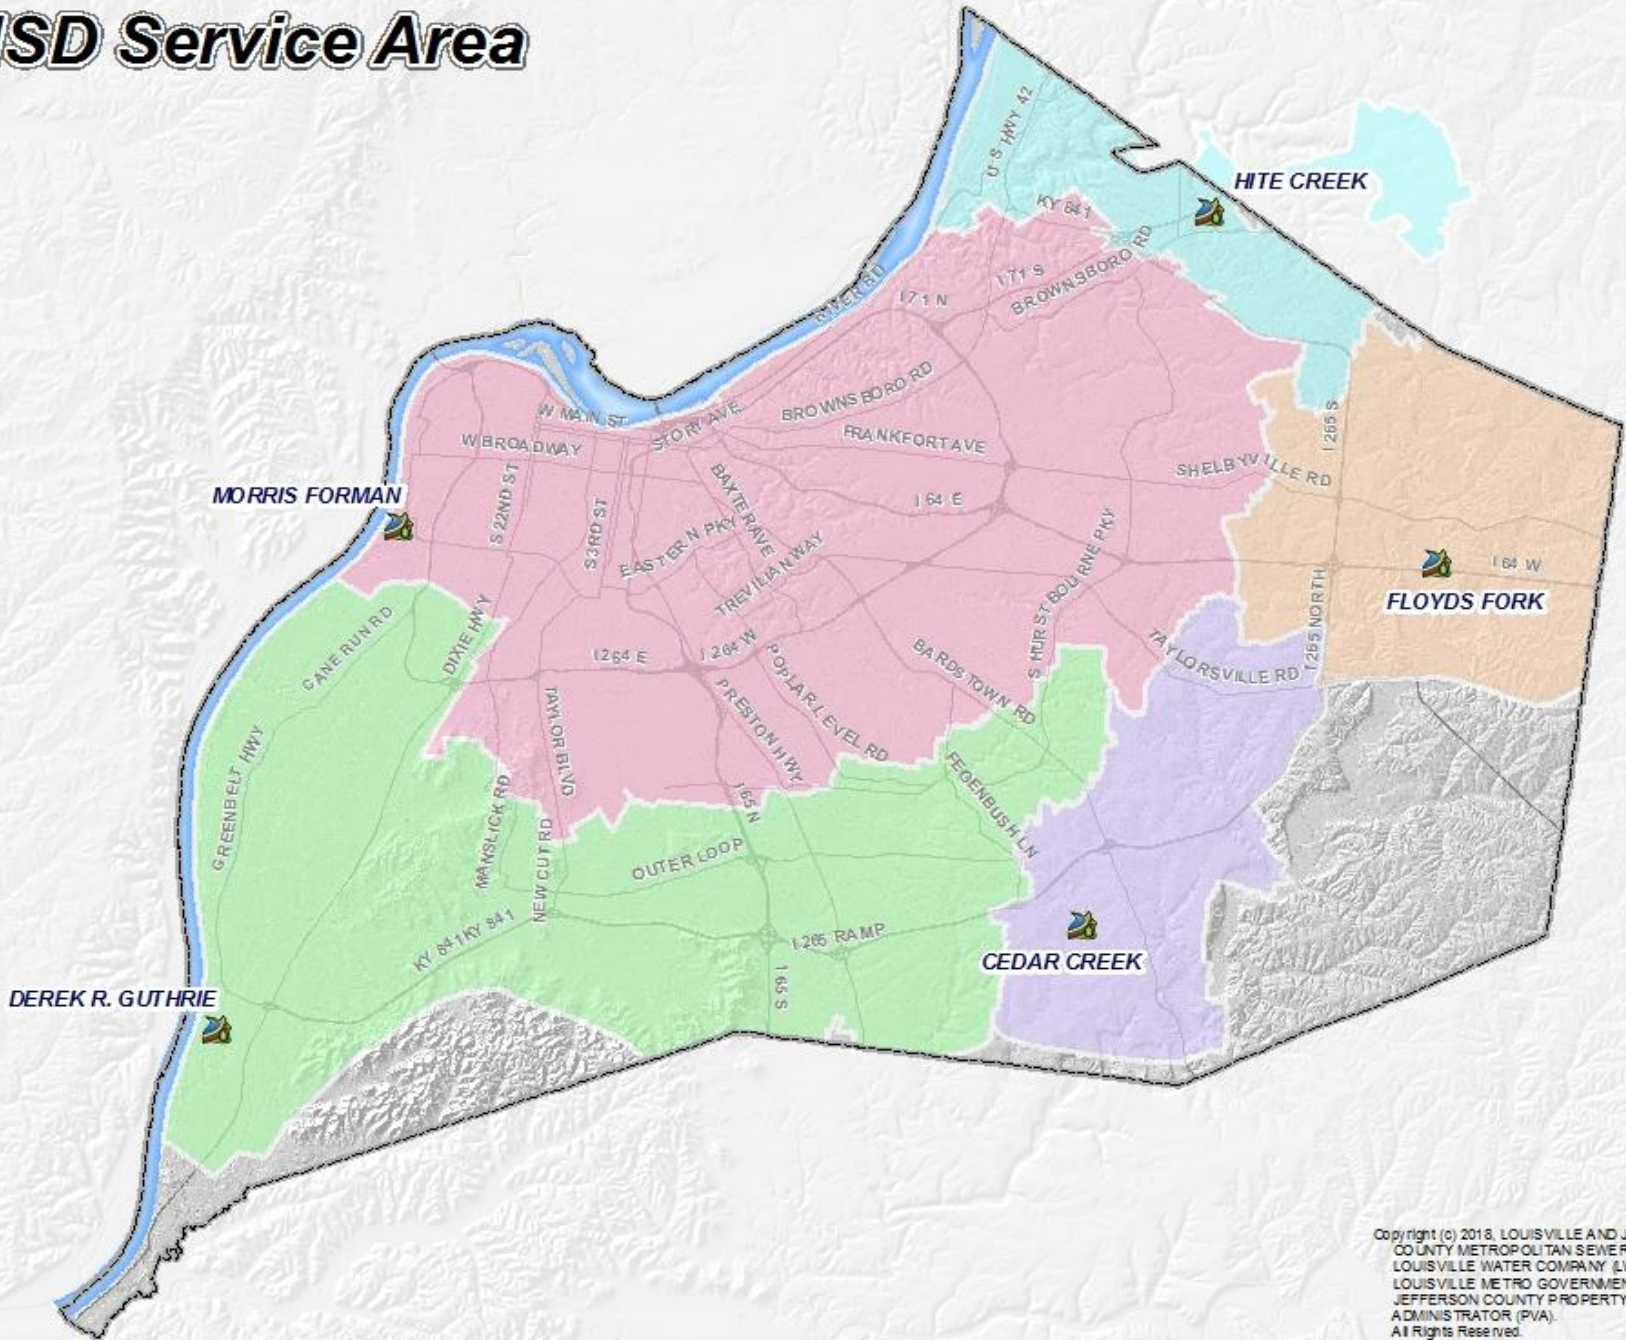 ISD Service Area
U S HWY 42
HITE CREEK
KY 841
BROWNSBORO RD
I 71 S
I 71 N
RIVER RD
BROWNSBORO RD
W MAIN ST
STORY AVE
FRANKFORT AVE
W BROADWAY
I 265 S
SHELBYVILLE RD
MORRIS FORMAN
S 22ND ST
S 3RD ST
BAXTER AVE
I 64 E
EASTERN PKY
TREVILIAN WAY
S HURSTBOURNE PKY
I 64 W
FLOYDS FORK
CANE RUN RD
DIXIE HWY
I 264 E
I 264 W
POPLAR LEVEL RD
BARDSTOWN RD
TAYLORSVILLE RD
I 265 NORTH
TAYLOR BLVD
PRESTON HWY
GREENBELT HWY
MANSLICK RD
I 65 N
FEGENBUSH LN
NEW CUT RD
OUTER LOOP
KY 841 KY 841
I 265 RAMP
CEDAR CREEK
I 65 S
DEREK R. GUTHRIE
Copyright (c) 2018, LOUISVILLE AND J
COUNTY METROPOLITAN SEWER
LOUISVILLE WATER COMPANY (LW
LOUISVILLE METRO GOVERNMEN
JEFFERSON COUNTY PROPERTY
ADMINISTRATOR (PVA).
All Rights Reserved.